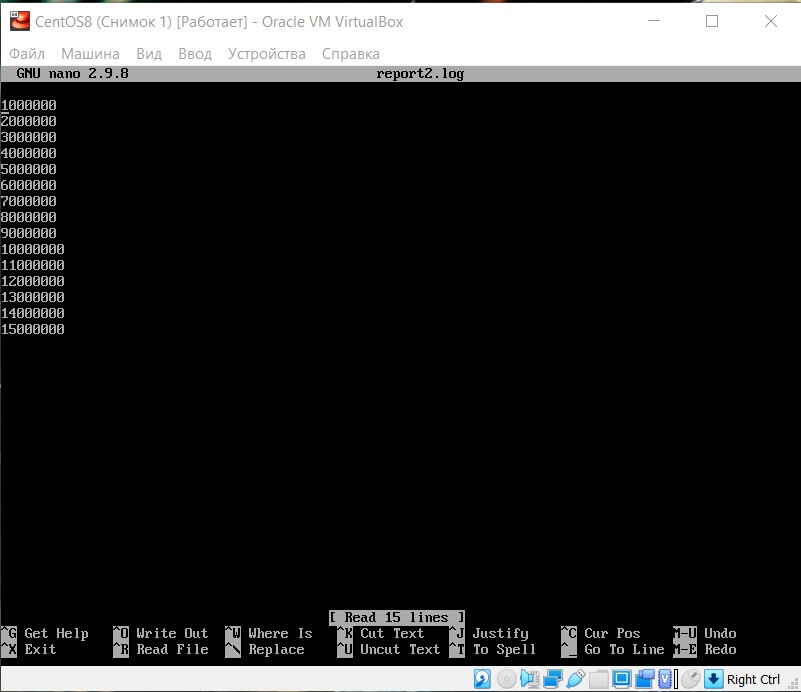 CentOS8 (Снимок 1) [Работает] - Oracle VM VirtualBox
Файл Машина Вид Ввод Устройства Справка
GNU nano 2.9.8 report2.log
1000000
2000000
3000000
4000000
5000000
6000000
7000000
8000000
9000000
10000000
11000000
12000000
13000000
14000000
15000000
[ Read 15 lines ]
^G Get Help ^O Write Out ^W Where Is ^K Cut Text ^J Justify ^C Cur Pos M-U Undo
^X Exit ^R Read File ^\ Replace ^U Uncut Text ^T To Spell ^_ Go To Line M-E Redo
Right Ctrl